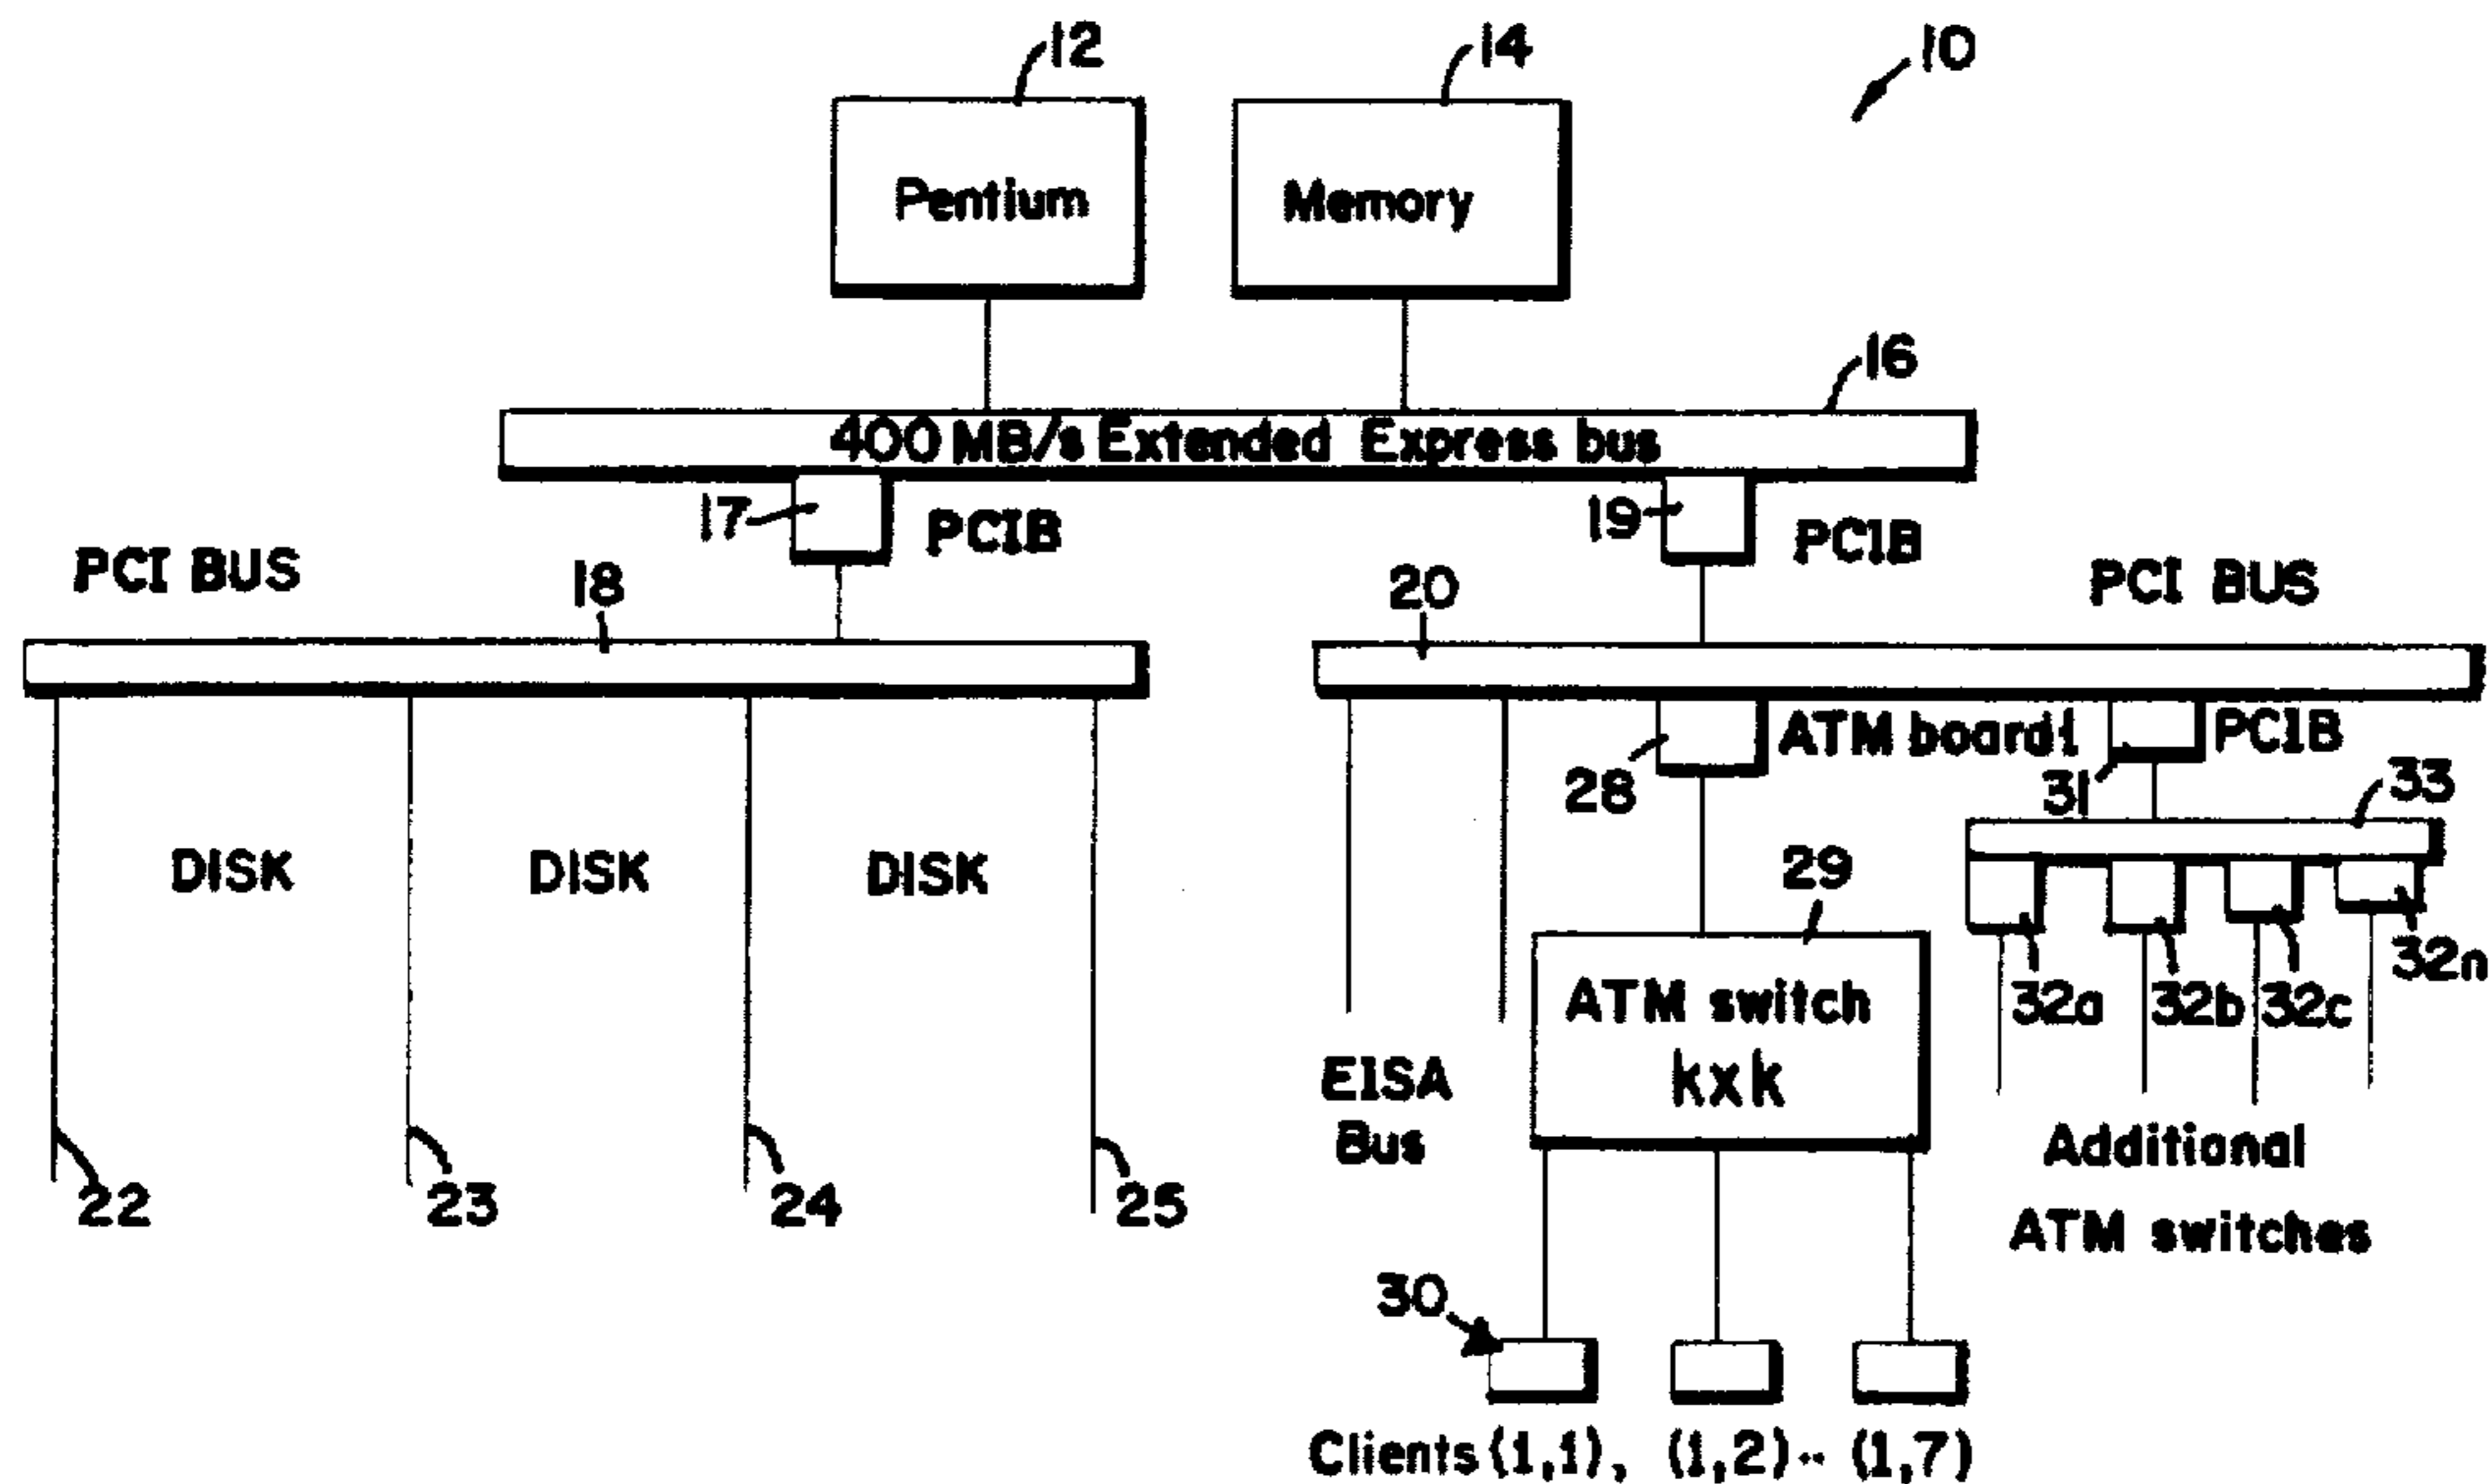 12
14
10
Pentium
Memory
16
400 MB/s Extended Express bus
17
PCIB
19
PCIB
PCI BUS
18
20
PCI BUS
ATM board1
PCIB
28
31
33
DISK
DISK
DISK
29
32n
ATM switch
32a
32b
32c
kxk
EISA
Bus
Additional
22
23
24
25
ATM switches
30
Clients (1,1), (1,2)·· (1,7)